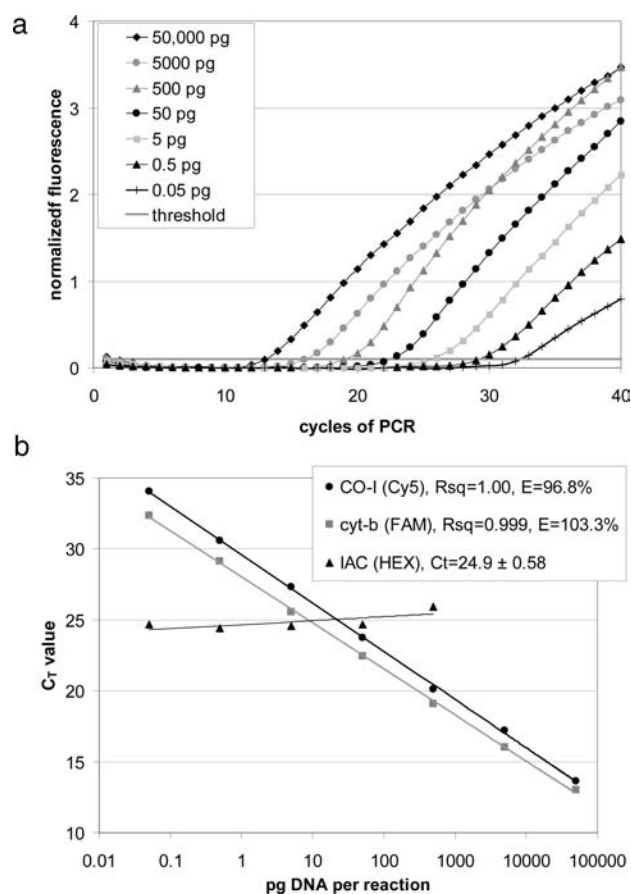 a
4
3
2
1
0
normalizedf fluorescence
50,000 pg
5000 pg
500 pg
50 pg
5 pg
0.5 pg
0.05 pg
threshold
0 10 20 30 40
cycles of PCR
b
35
30
25
20
15
10
CT value
CO-I (Cy5), Rsq=1.00, E=96.8%
cyt-b (FAM), Rsq=0.999, E=103.3%
IAC (HEX), Ct=24.9 ± 0.58
0.01 0.1 1 10 100 1000 10000 100000
pg DNA per reaction